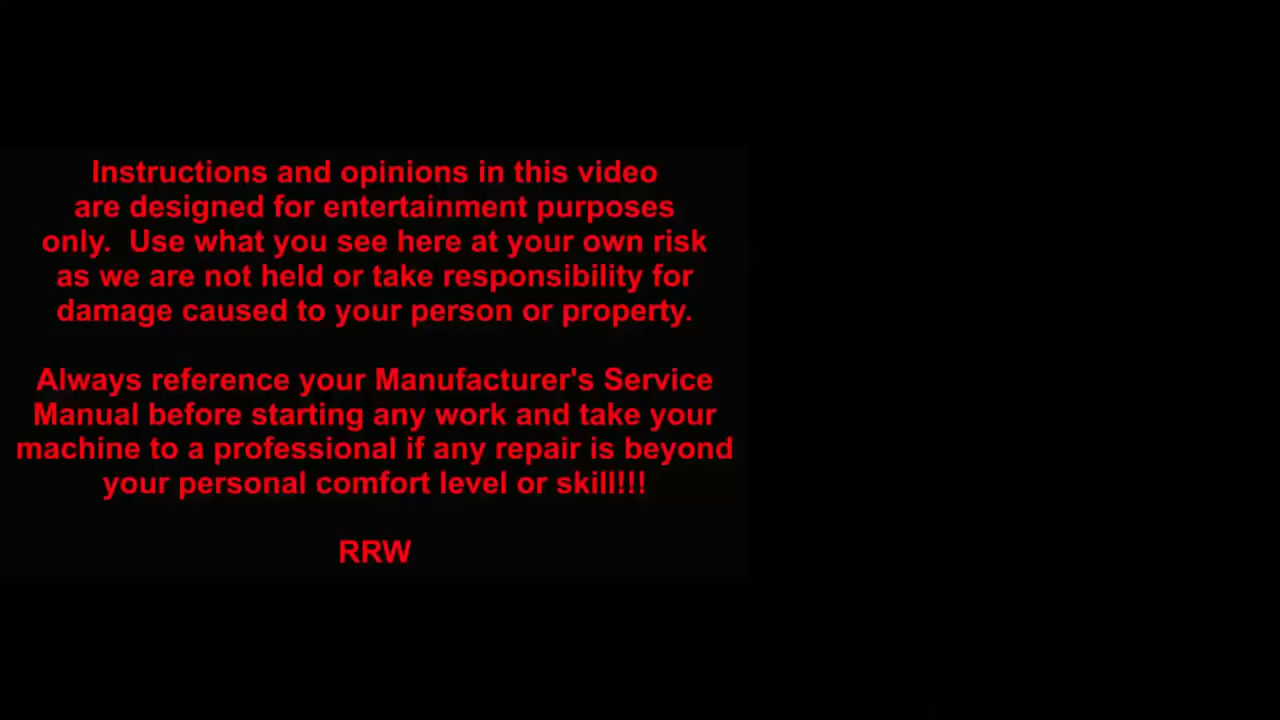 Instructions and opinions in this video
are designed for entertainment purposes
only.  Use what you see here at your own risk
as we are not held or take responsibility for
damage caused to your person or property.
Always reference your Manufacturer's Service
Manual before starting any work and take your
machine to a professional if any repair is beyond
your personal comfort level or skill!!!
RRW